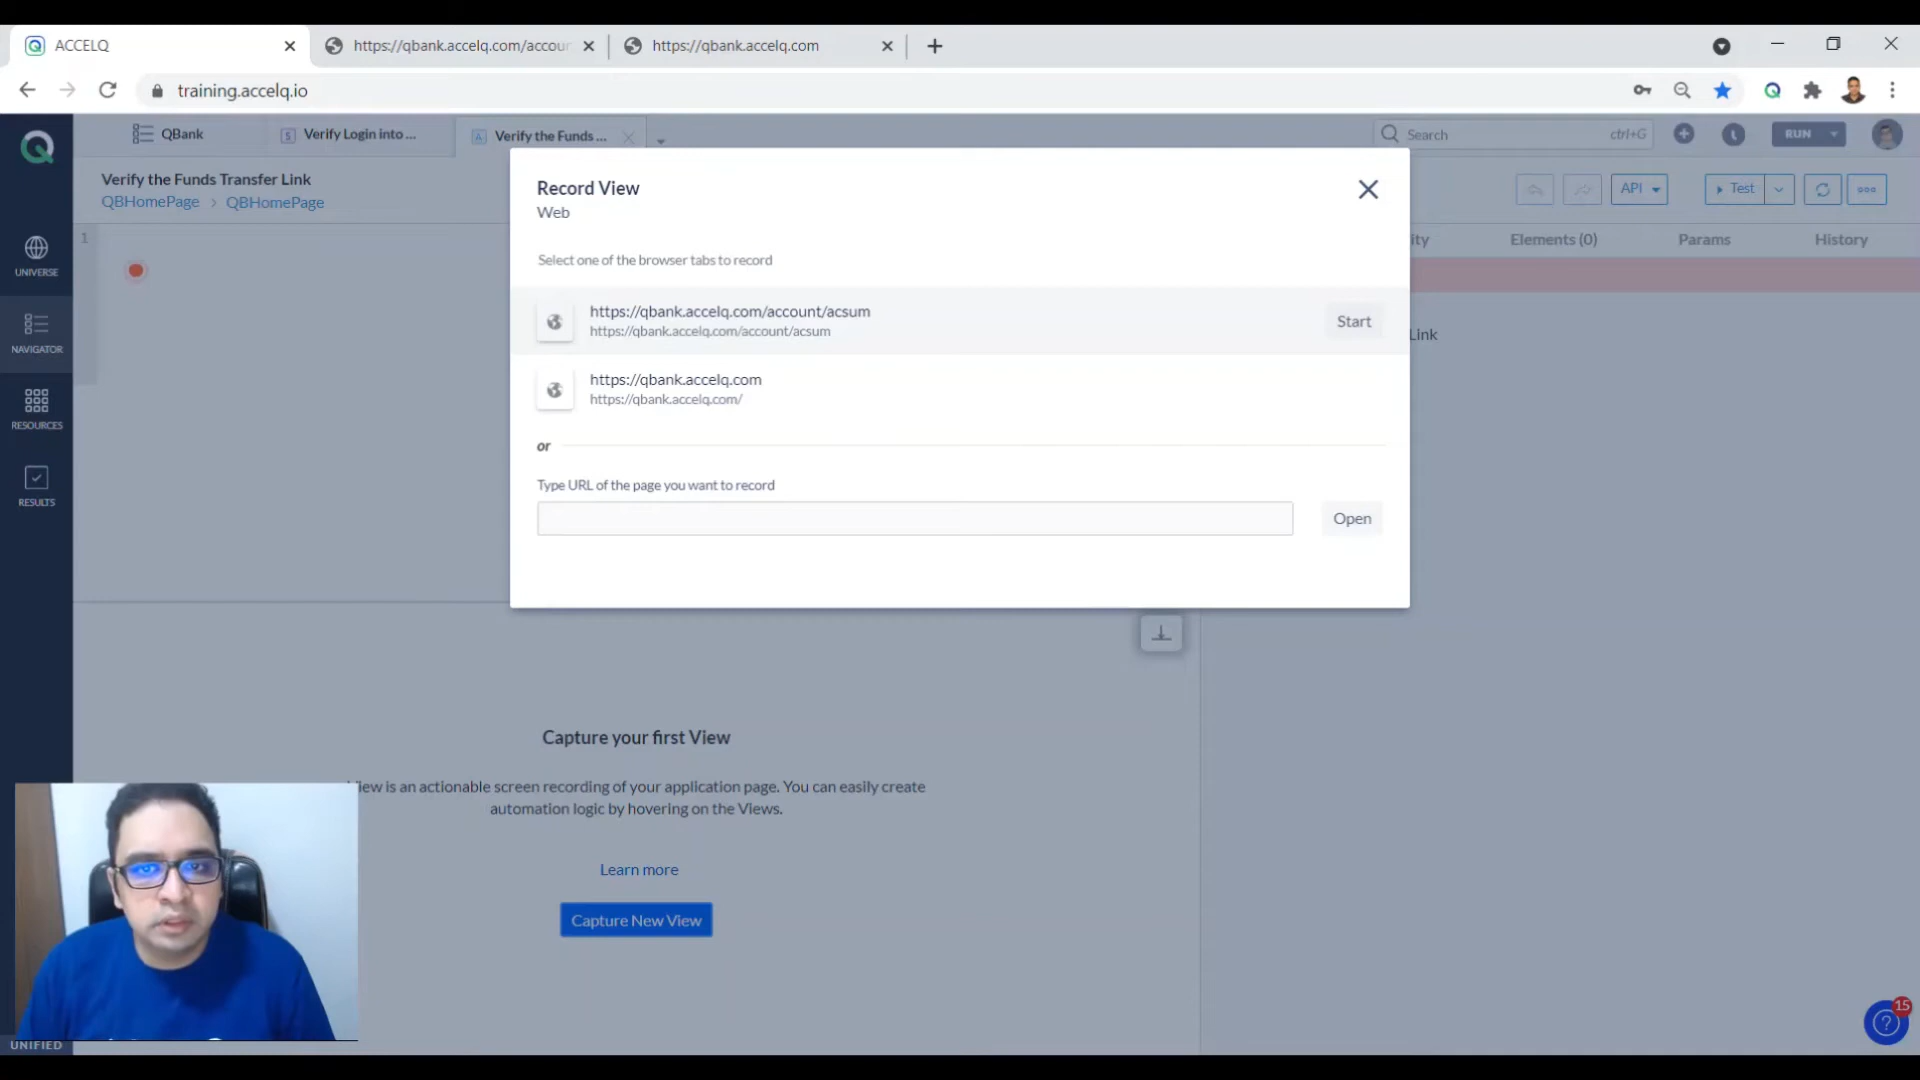 ACCELQ
https://qbank.accelq.com/accour
https://qbank.accelq.com
training.accelq.io
QBank
Verify Login into ...
Verify the Funds ...
Search
ctrl+G
RUN
Verify the Funds Transfer Link
QBHomePage > QBHomePage
API
Test
1
ity
Elements (0)
Params
History
Link
UNIVERSE
NAVIGATOR
RESOURCES
RESULTS
UNIFIED
Record View
Web
Select one of the browser tabs to record
https://qbank.accelq.com/account/acsum
https://qbank.accelq.com/account/acsum
Start
https://qbank.accelq.com
https://qbank.accelq.com/
or
Type URL of the page you want to record
Open
Capture your first View
View is an actionable screen recording of your application page. You can easily create
automation logic by hovering on the Views.
Learn more
Capture New View
15